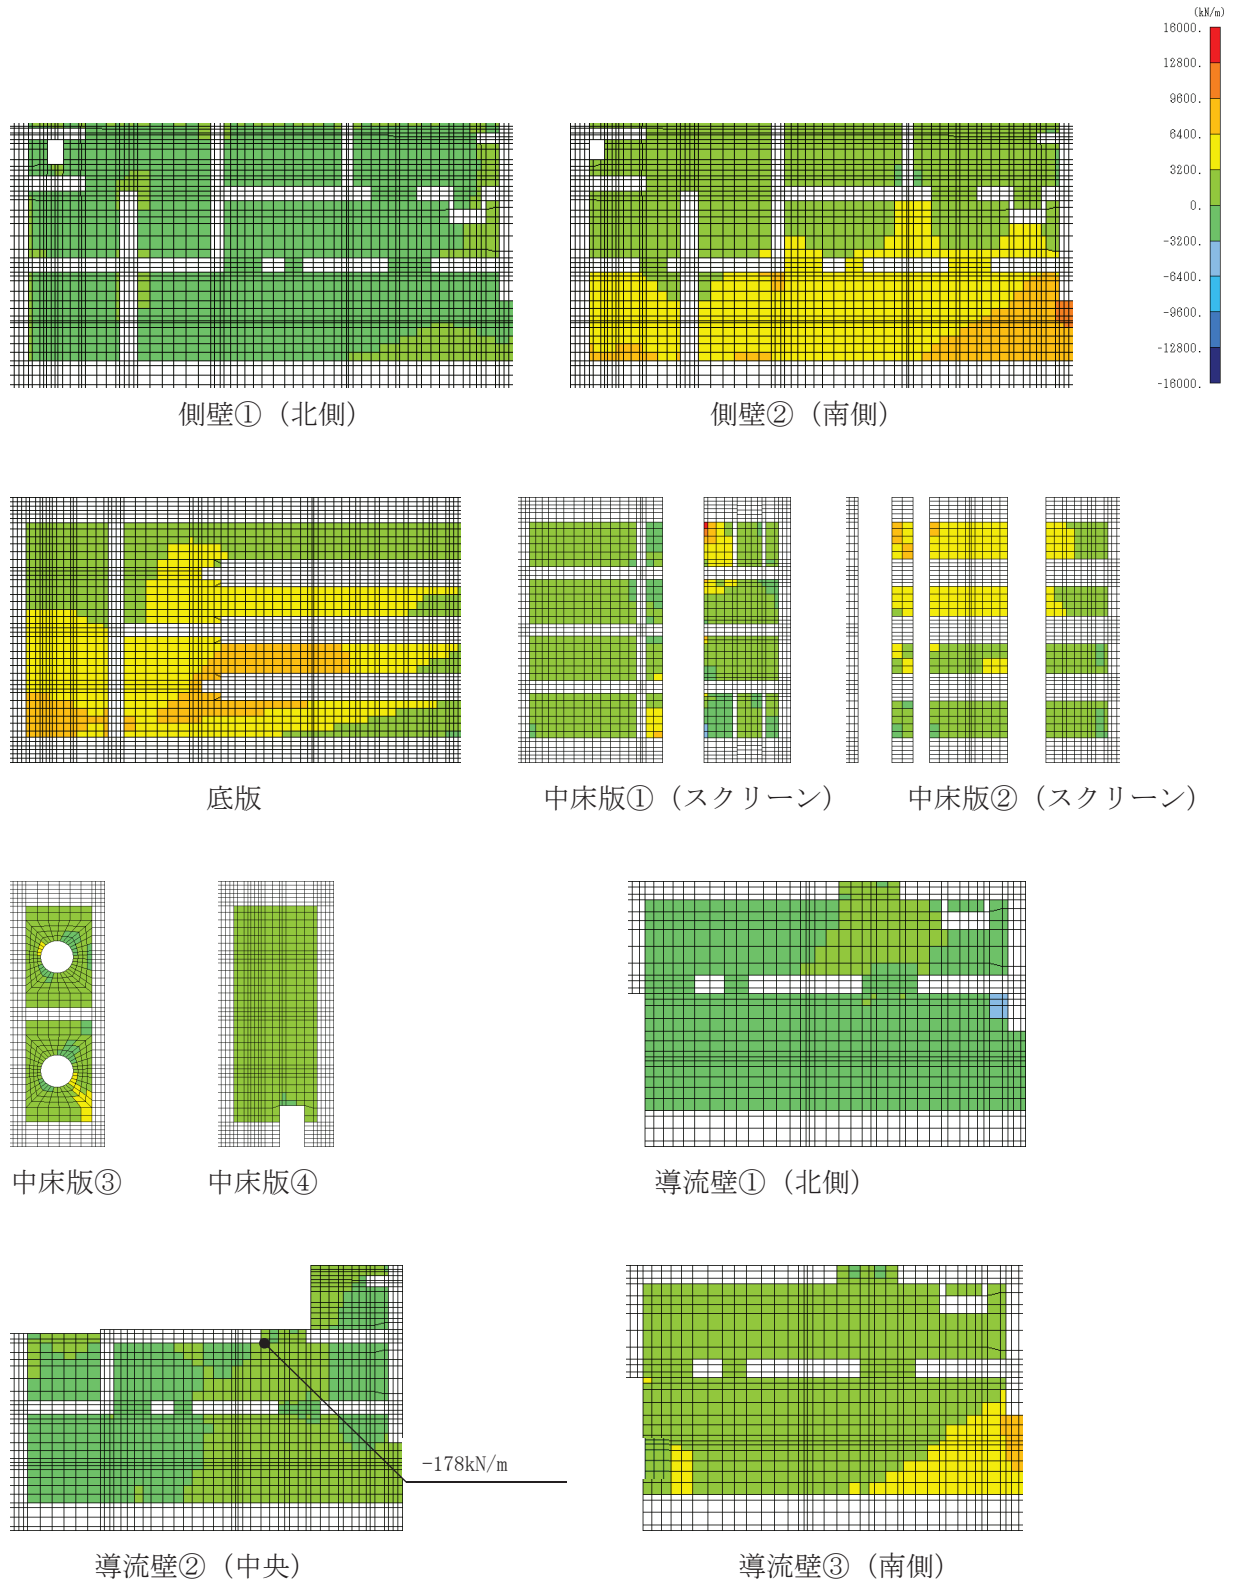 (kN/m)
16000.
12800.
9600.
6400.
3200.
0.
-3200.
-6400.
-9600.
-12800.
-16000.
側壁①（北側）
側壁②（南側）
底版
中床版①（スクリーン）
中床版②（スクリーン）
中床版③
中床版④
導流壁①（北側）
-178kN/m
導流壁②（中央）
導流壁③（南側）